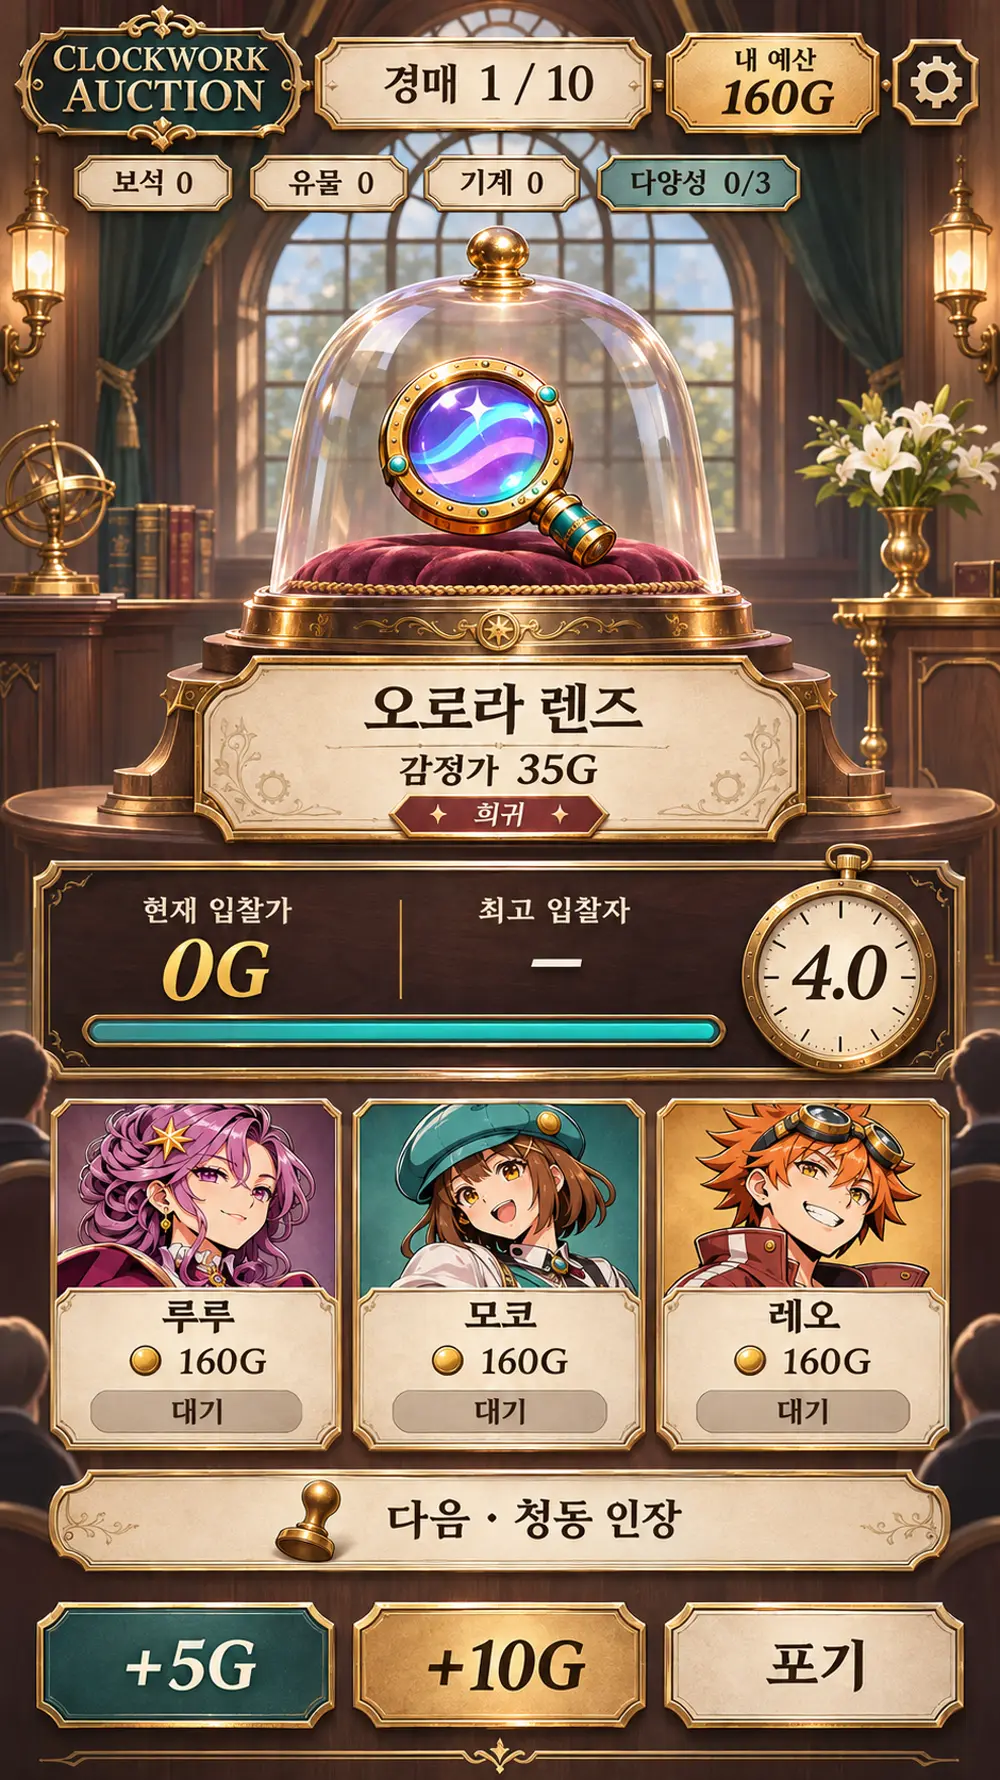 CLOCKWORK
AUCTION
경매 1 / 10
내 예산
160G
보석 0
유물 0
기계 0
다양성 0/3
오로라 렌즈
감정가 35G
희귀
현재 입찰가
0G
최고 입찰자
—
4.0
루루
160G
대기
모코
160G
대기
레오
160G
대기
다음 · 청동 인장
+5G
+10G
포기